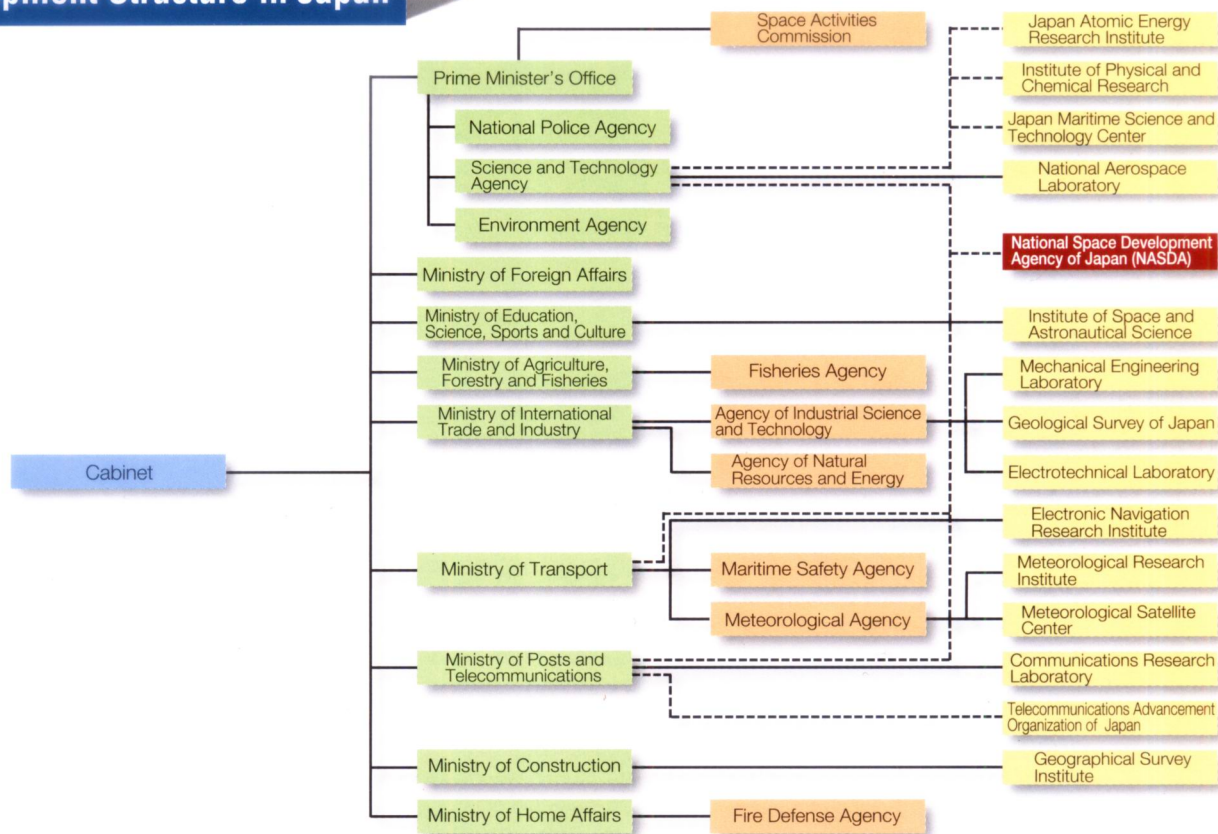 Structure in Japan
Space Activities
Commission
Japan Atomic Energy
Research Institute
Prime Minister's Office
Institute of Physical and
Chemical Research
National Police Agency
Japan Maritime Science and
Technology Center
Science and Technology
Agency
National Aerospace
Laboratory
Environment Agency
National Space Development
Agency of Japan (NASDA)
Ministry of Foreign Affairs
Ministry of Education,
Science, Sports and Culture
Institute of Space and
Astronautical Science
Ministry of Agriculture,
Forestry and Fisheries
Fisheries Agency
Mechanical Engineering
Laboratory
Ministry of International
Trade and Industry
Agency of Industrial Science
and Technology
Geological Survey of Japan
Cabinet
Agency of Natural
Resources and Energy
Electrotechnical Laboratory
Electronic Navigation
Research Institute
Ministry of Transport
Maritime Safety Agency
Meteorological Research
Institute
Meteorological Agency
Meteorological Satellite
Center
Ministry of Posts and
Telecommunications
Communications Research
Laboratory
Telecommunications Advancement
Organization of Japan
Ministry of Construction
Geographical Survey
Institute
Ministry of Home Affairs
Fire Defense Agency